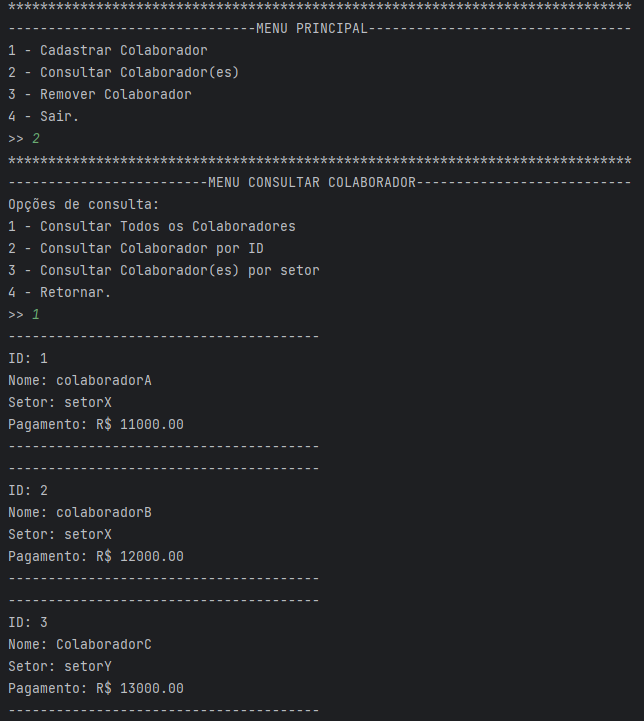 ******************************************************************************
-------------------------------MENU PRINCIPAL---------------------------------
1 - Cadastrar Colaborador
2 - Consultar Colaborador(es)
3 - Remover Colaborador
4 - Sair.
>> 2
******************************************************************************
-------------------------MENU CONSULTAR COLABORADOR---------------------------
Opções de consulta:
1 - Consultar Todos os Colaboradores
2 - Consultar Colaborador por ID
3 - Consultar Colaborador(es) por setor
4 - Retornar.
>> 1
---------------------------------------
ID: 1
Nome: colaboradorA
Setor: setorX
Pagamento: R$ 11000.00
---------------------------------------
---------------------------------------
ID: 2
Nome: colaboradorB
Setor: setorX
Pagamento: R$ 12000.00
---------------------------------------
---------------------------------------
ID: 3
Nome: ColaboradorC
Setor: setorY
Pagamento: R$ 13000.00
---------------------------------------